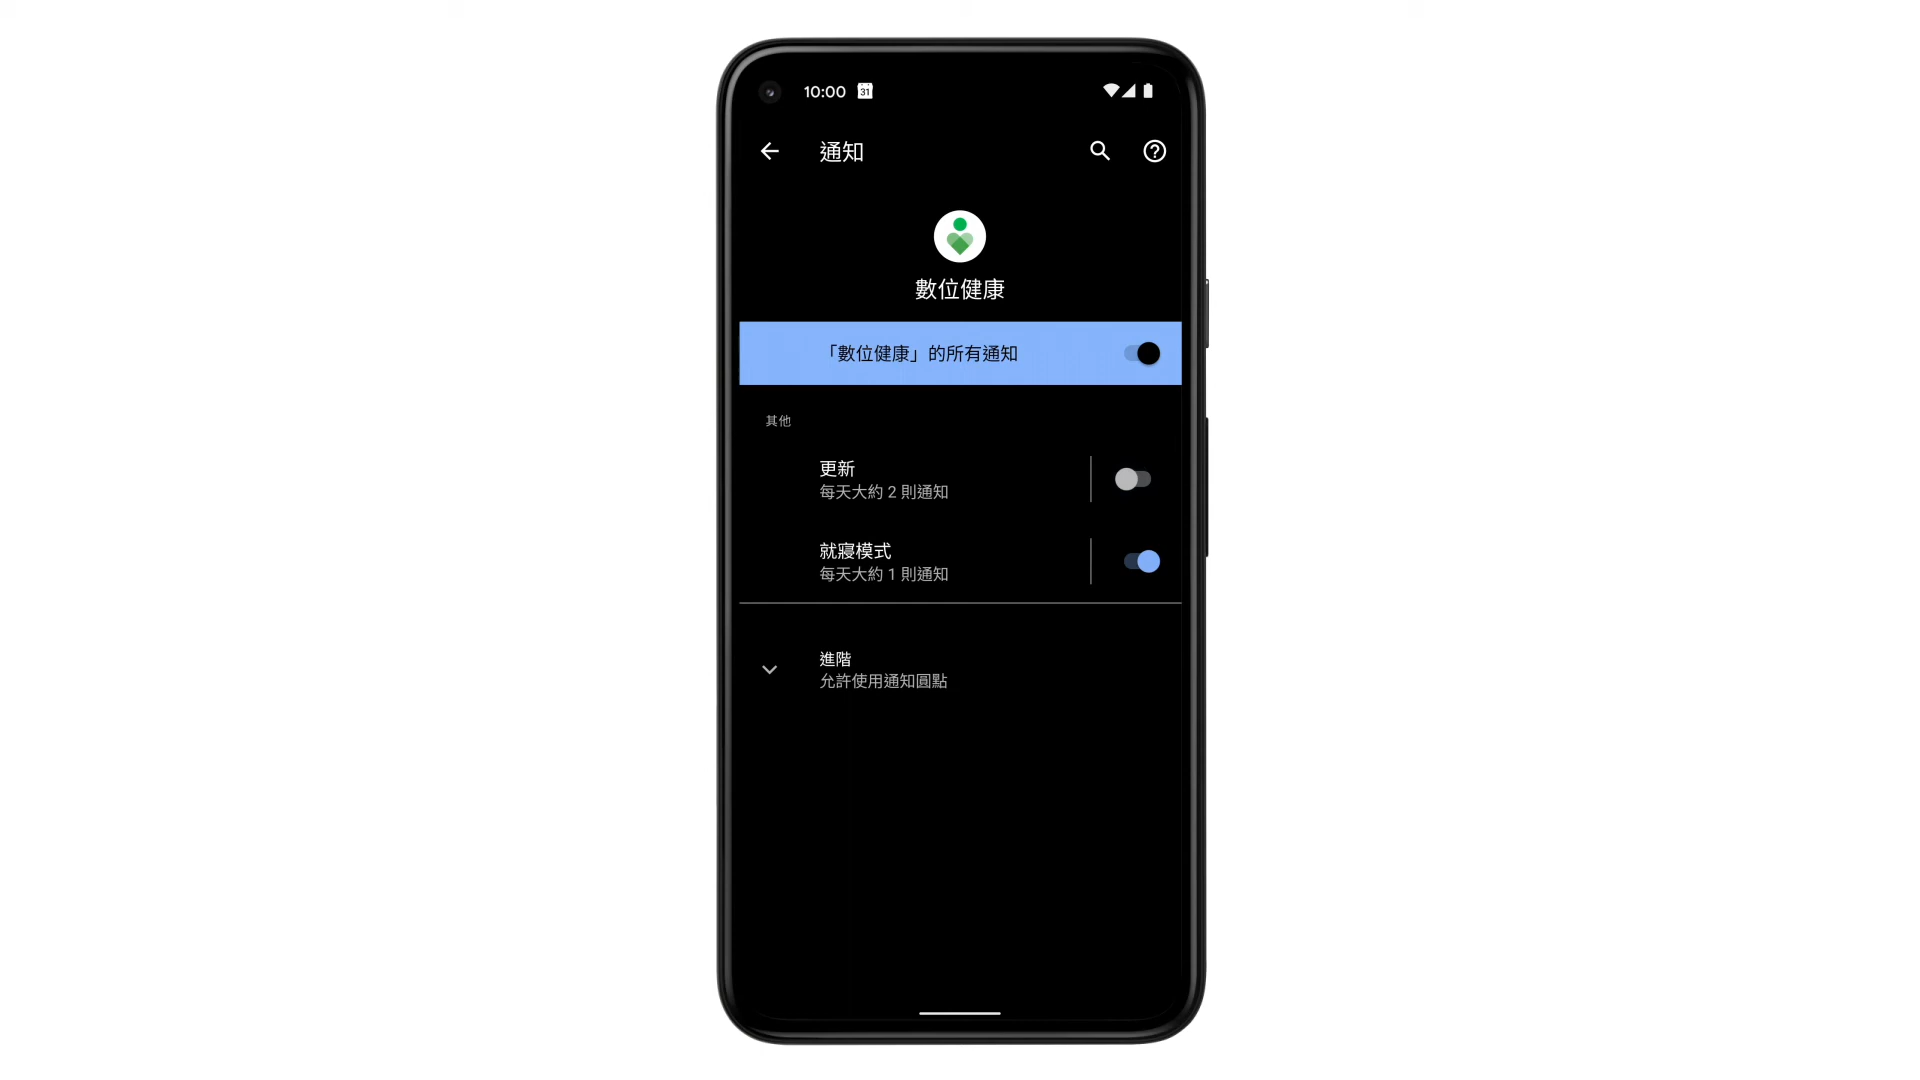 10:00 31
通知
數位健康
「數位健康」的所有通知
其他
更新
每天大約 2 則通知
就寢模式
每天大約 1 則通知
進階
允許使用通知圓點